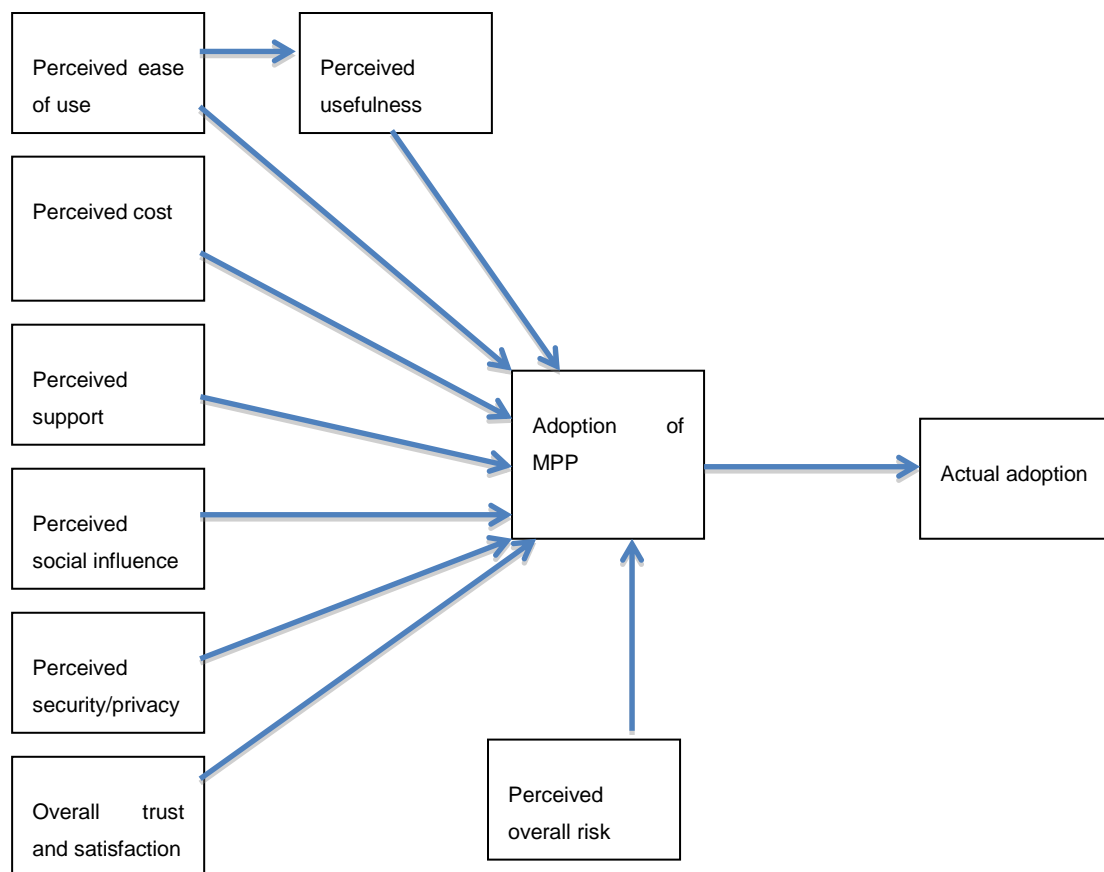 Perceived ease
of use
Perceived
usefulness
Perceived cost
Perceived
support
Adoption of
MPP
Actual adoption
Perceived
social influence
Perceived
security/privacy
Overall trust
and satisfaction
Perceived
overall risk